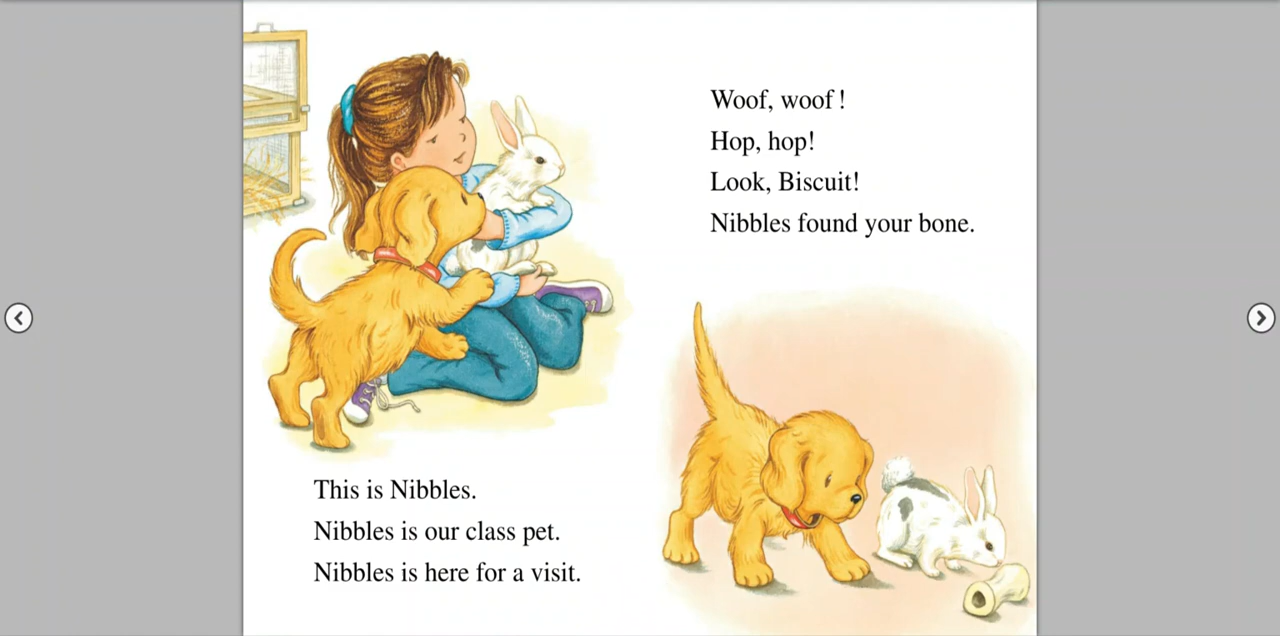 This is Nibbles.
Nibbles is our class pet.
Nibbles is here for a visit.
Woof, woof !
Hop, hop!
Look, Biscuit!
Nibbles found your bone.